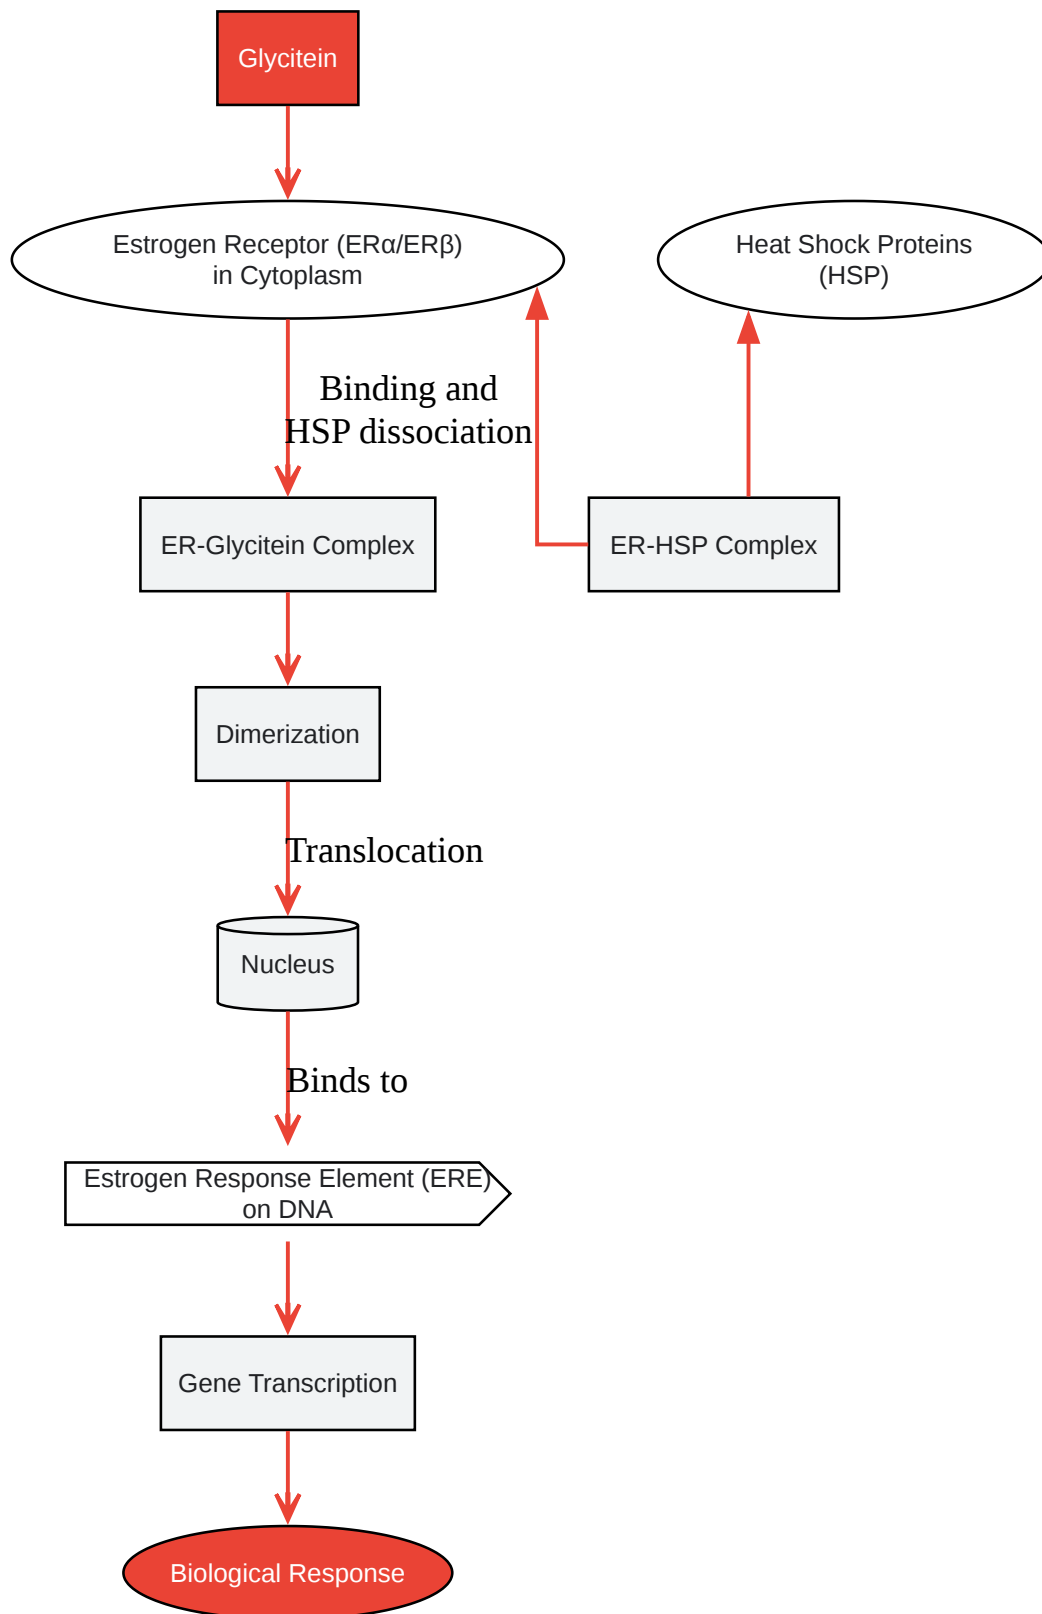 Glycitein
Estrogen Receptor (ERα/ERβ)
in Cytoplasm
Heat Shock Proteins
(HSP)
Binding and
HSP dissociation
ER-Glycitein Complex
ER-HSP Complex
Dimerization
Translocation
Nucleus
Binds to
Estrogen Response Element (ERE)
on DNA
Gene Transcription
Biological Response